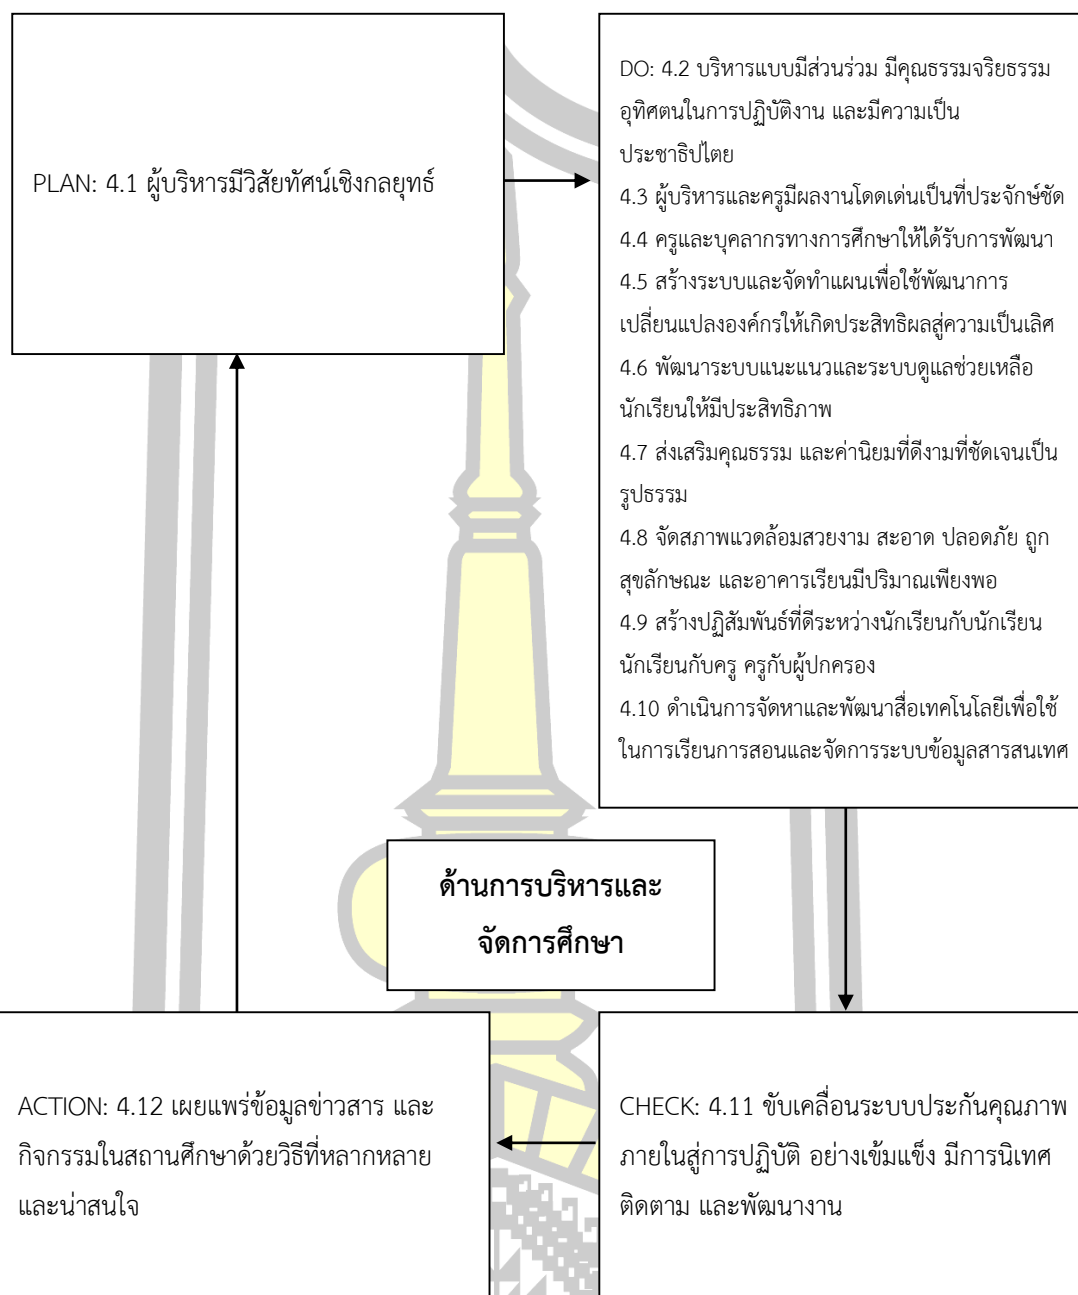 PLAN: 4.1 ผู้บริหารมีวิสัยทัศน์เชิงกลยุทธ์
DO: 4.2 บริหารแบบมีส่วนร่วม มีคุณธรรมจริยธรรม
อุทิศตนในการปฏิบัติงาน และมีความเป็น
ประชาธิปไตย
4.3 ผู้บริหารและครูมีผลงานโดดเด่นเป็นที่ประจักษ์ชัด
4.4 ครูและบุคลากรทางการศึกษาให้ได้รับการพัฒนา
4.5 สร้างระบบและจัดทำแผนเพื่อใช้พัฒนาการ
เปลี่ยนแปลงองค์กรให้เกิดประสิทธิผลสู่ความเป็นเลิศ
4.6 พัฒนาระบบแนะแนวและระบบดูแลช่วยเหลือ
นักเรียนให้มีประสิทธิภาพ
4.7 ส่งเสริมคุณธรรม และค่านิยมที่ดีงามที่ชัดเจนเป็น
รูปธรรม
4.8 จัดสภาพแวดล้อมสวยงาม สะอาด ปลอดภัย ถูก
สุขลักษณะ และอาคารเรียนมีปริมาณเพียงพอ
4.9 สร้างปฏิสัมพันธ์ที่ดีระหว่างนักเรียนกับนักเรียน
นักเรียนกับครู ครูกับผู้ปกครอง
4.10 ดำเนินการจัดหาและพัฒนาสื่อเทคโนโลยีเพื่อใช้
ในการเรียนการสอนและจัดการระบบข้อมูลสารสนเทศ
ด้านการบริหารและ
จัดการศึกษา
ACTION: 4.12 เผยแพร่ข้อมูลข่าวสาร และ
กิจกรรมในสถานศึกษาด้วยวิธีที่หลากหลาย
และน่าสนใจ
CHECK: 4.11 ขับเคลื่อนระบบประกันคุณภาพ
ภายในสู่การปฏิบัติ อย่างเข้มแข็ง มีการนิเทศ
ติดตาม และพัฒนางาน